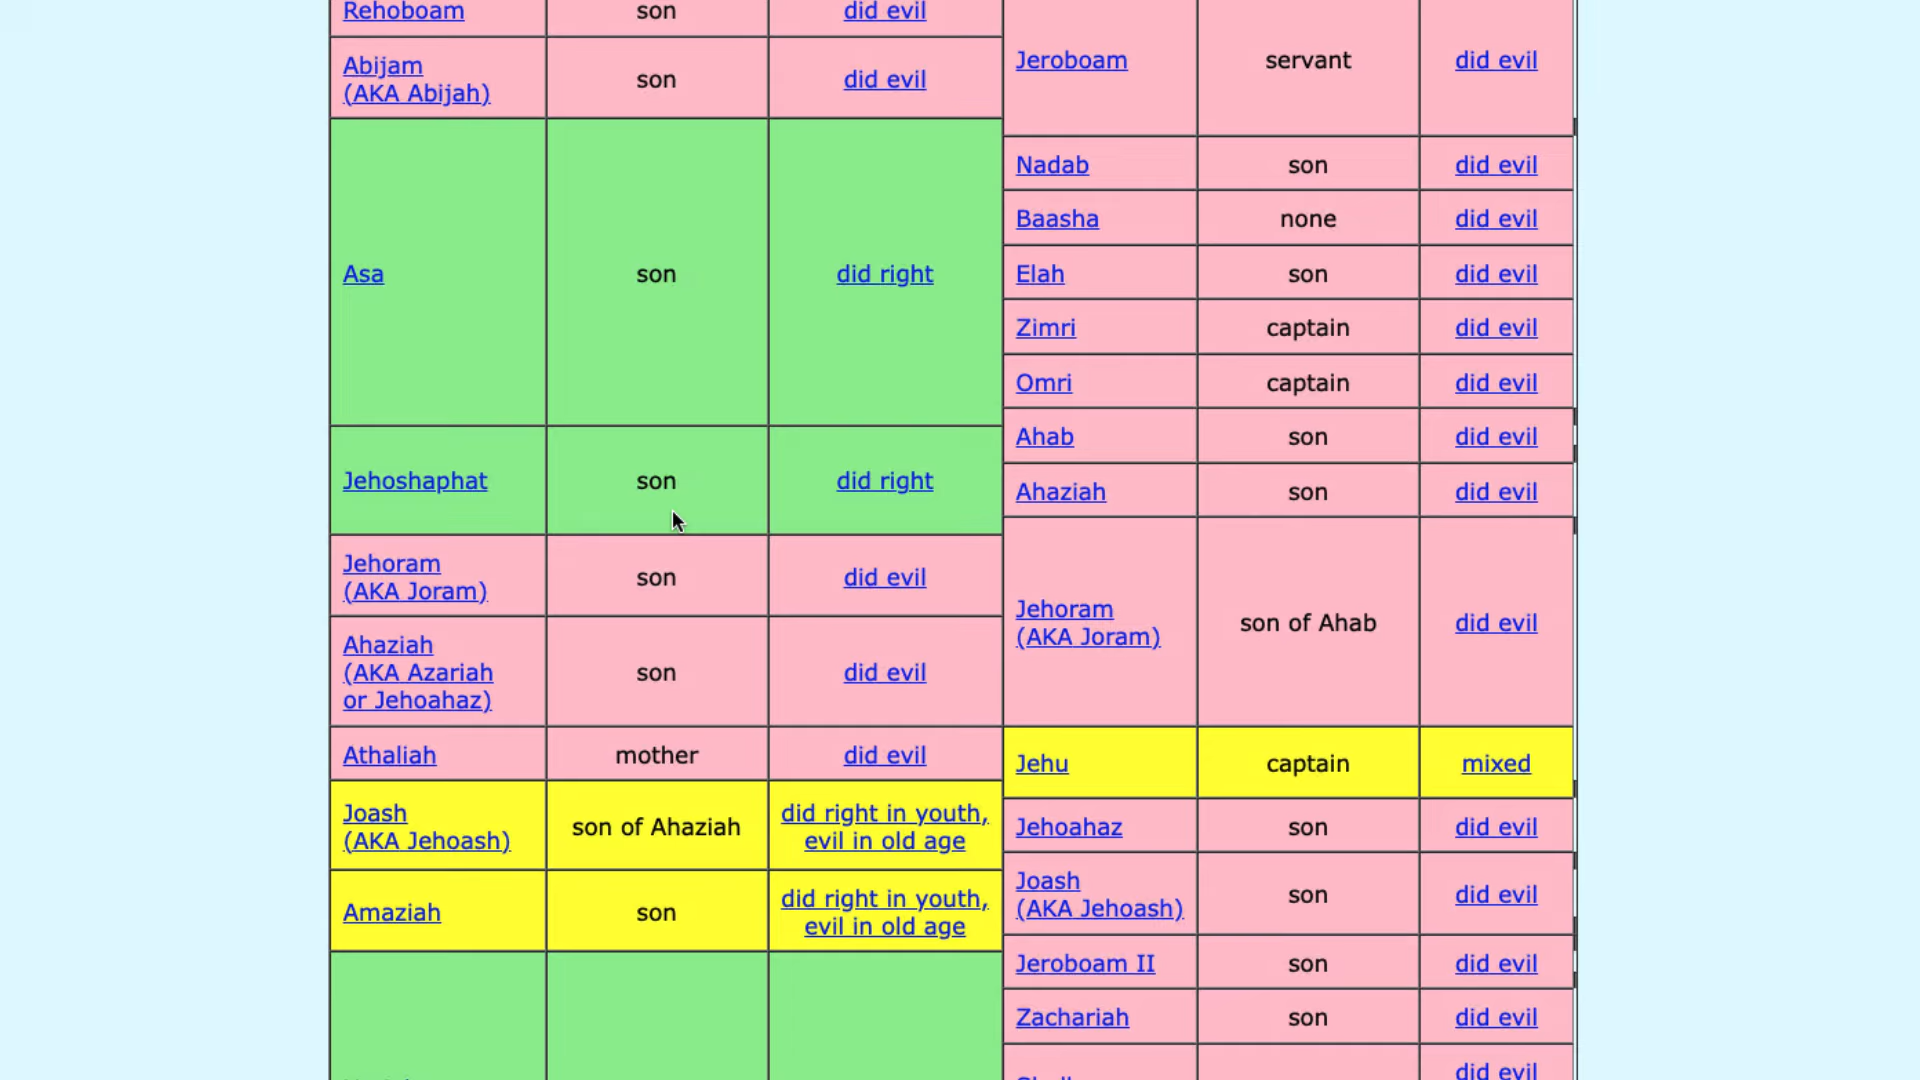 Rehoboam son did evil
Abijam
(AKA Abijah) son did evil
Asa son did right
Jehoshaphat son did right
Jehoram
(AKA Joram) son did evil
Ahaziah
(AKA Azariah
or Jehoahaz) son did evil
Athaliah mother did evil
Joash
(AKA Jehoash) son of Ahaziah did right in youth,
evil in old age
Amaziah son did right in youth,
evil in old age
Jeroboam servant did evil
Nadab son did evil
Baasha none did evil
Elah son did evil
Zimri captain did evil
Omri captain did evil
Ahab son did evil
Ahaziah son did evil
Jehoram
(AKA Joram) son of Ahab did evil
Jehu captain mixed
Jehoahaz son did evil
Joash
(AKA Jehoash) son did evil
Jeroboam II son did evil
Zachariah son did evil
did evil